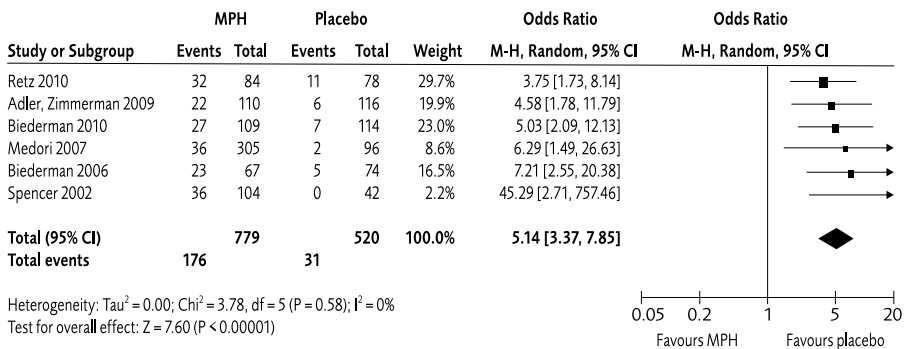 MPH Placebo Odds Ratio Odds Ratio
Study or Subgroup Events Total Events Total Weight M-H, Random, 95% CI M-H, Random, 95% CI
Retz 2010 32 84 11 78 29.7% 3.75 [1.73, 8.14]
Adler, Zimmerman 2009 22 110 6 116 19.9% 4.58 [1.78, 11.79]
Biederman 2010 27 109 7 114 23.0% 5.03 [2.09, 12.13]
Medori 2007 36 305 2 96 8.6% 6.29 [1.49, 26.63]
Biederman 2006 23 67 5 74 16.5% 7.21 [2.55, 20.38]
Spencer 2002 36 104 0 42 2.2% 45.29 [2.71, 757.46]
Total (95% CI) 779 520 100.0% 5.14 [3.37, 7.85]
Total events 176 31
Heterogeneity: Tau² = 0.00; Chi² = 3.78, df = 5 (P = 0.58); I² = 0%
Test for overall effect: Z = 7.60 (P < 0.00001)
0.05 0.2 1 5 20
Favours MPH Favours placebo